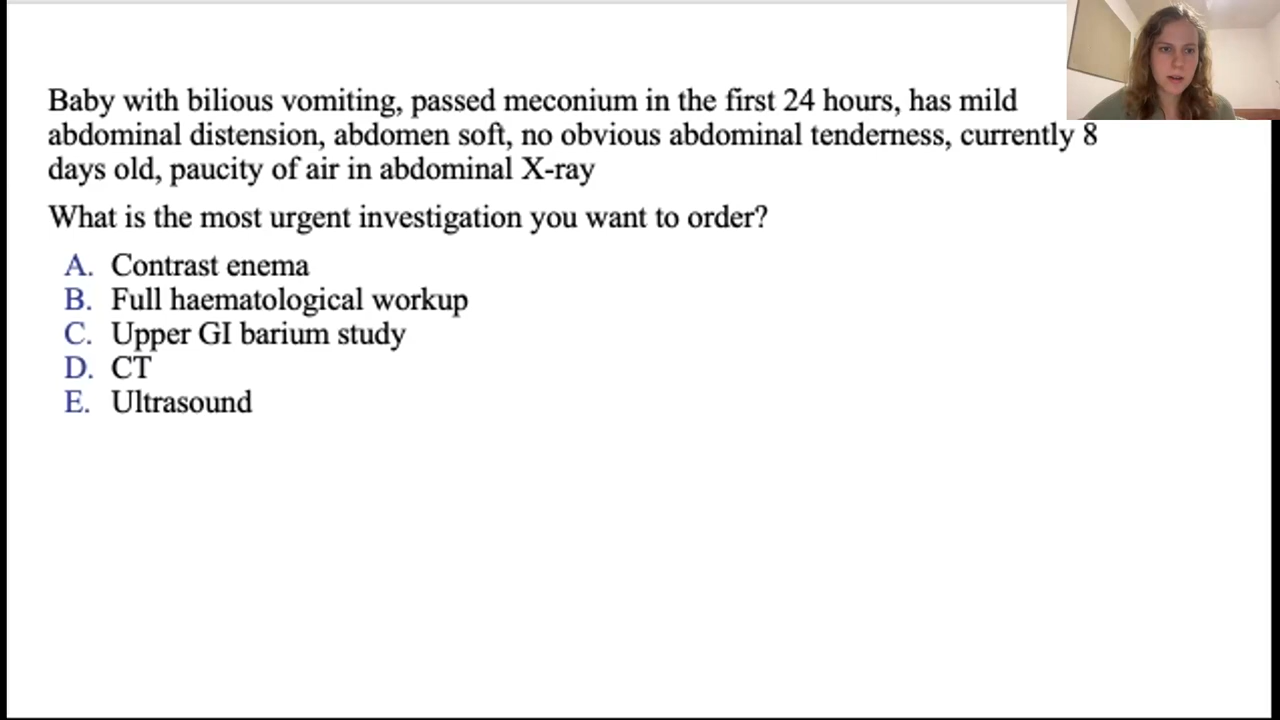 Baby with bilious vomiting, passed meconium in the first 24 hours, has mild
abdominal distension, abdomen soft, no obvious abdominal tenderness, currently 8
days old, paucity of air in abdominal X-ray
What is the most urgent investigation you want to order?
A. Contrast enema
B. Full haematological workup
C. Upper GI barium study
D. CT
E. Ultrasound